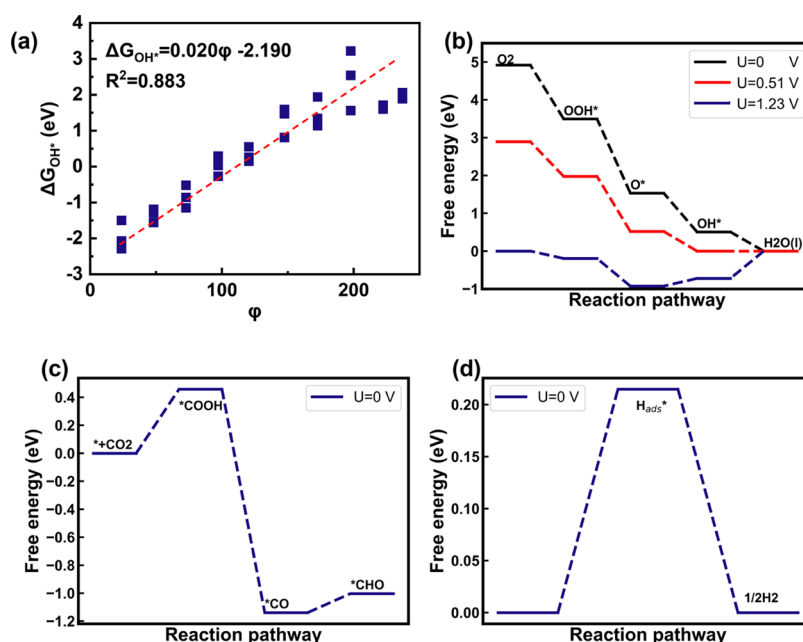 (a)
ΔG_OH* (eV)
4
3
2
1
0
-1
-2
-3
ΔG_OH*=0.020φ -2.190
R²=0.883
0
100
200
φ
(b)
Free energy (eV)
5
4
3
2
1
0
−1
O2
OOH*
O*
OH*
H2O(l)
U=0 V
U=0.51 V
U=1.23 V
Reaction pathway
(c)
Free energy (eV)
0.4
0.2
0.0
−0.2
−0.4
−0.6
−0.8
−1.0
−1.2
*+CO2
*COOH
*CO
*CHO
U=0 V
Reaction pathway
(d)
Free energy (eV)
0.20
0.15
0.10
0.05
0.00
U=0 V
H_ads*
1/2H2
Reaction pathway